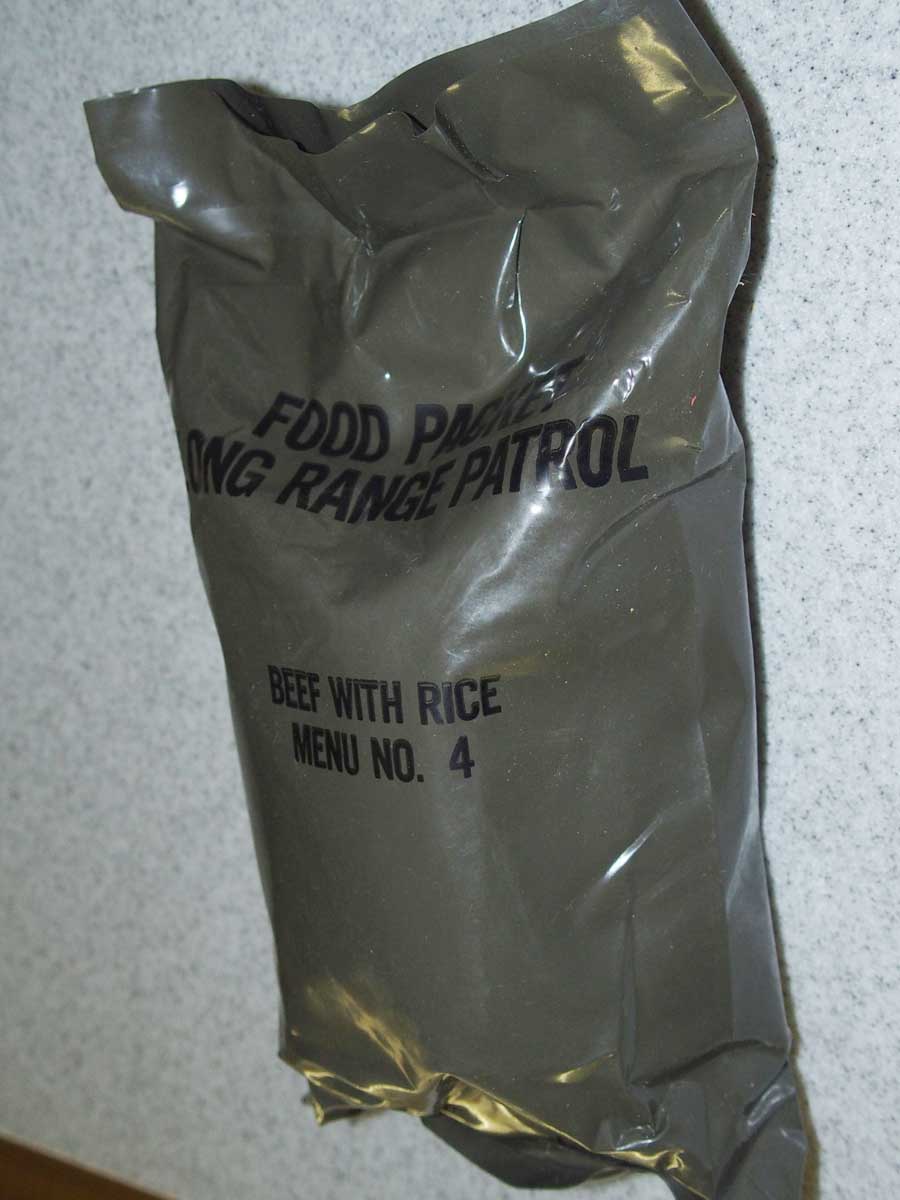 FOOD PACKET
LONG RANGE PATROL
BEEF WITH RICE
MENU NO. 4